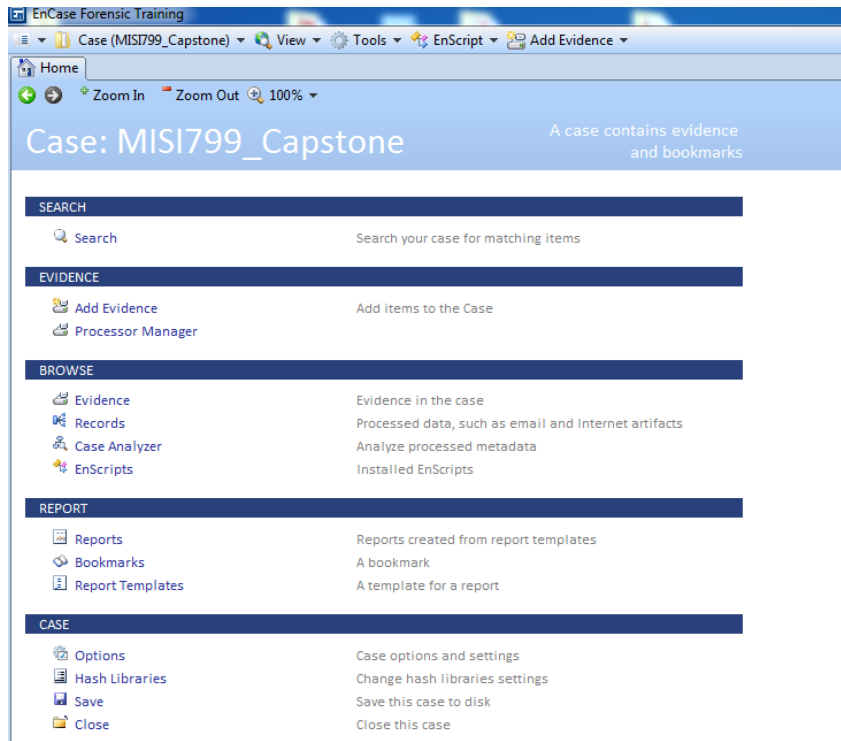 EnCase Forensic Training
Case (MISI799_Capstone) View Tools EnScript Add Evidence
Home
Zoom In Zoom Out 100%
Case: MISI799_Capstone
A case contains evidence
and bookmarks
SEARCH
Search Search your case for matching items
EVIDENCE
Add Evidence Add items to the Case
Processor Manager
BROWSE
Evidence Evidence in the case
Records Processed data, such as email and Internet artifacts
Case Analyzer Analyze processed metadata
EnScripts Installed EnScripts
REPORT
Reports Reports created from report templates
Bookmarks A bookmark
Report Templates A template for a report
CASE
Options Case options and settings
Hash Libraries Change hash libraries settings
Save Save this case to disk
Close Close this case